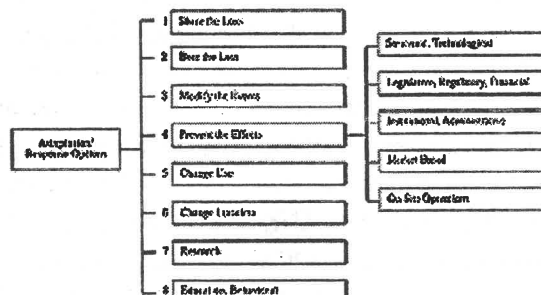 1 Share the Loss
2 Bear the Loss
3 Modify the Events
4 Prevent the Effects
5 Change Use
6 Change Location
7 Research
8 Education, Behavioral
Adaptation/
Response Options
Structural, Technological
Legislative, Regulatory, Financial
Institutional, Administrative
Market Based
On-Site Operations